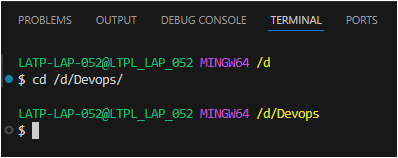 PROBLEMS OUTPUT DEBUG CONSOLE TERMINAL PORTS
LATP-LAP-052@LTPL_LAP_052 MINGW64 /d
$ cd /d/Devops/
LATP-LAP-052@LTPL_LAP_052 MINGW64 /d/Devops
$